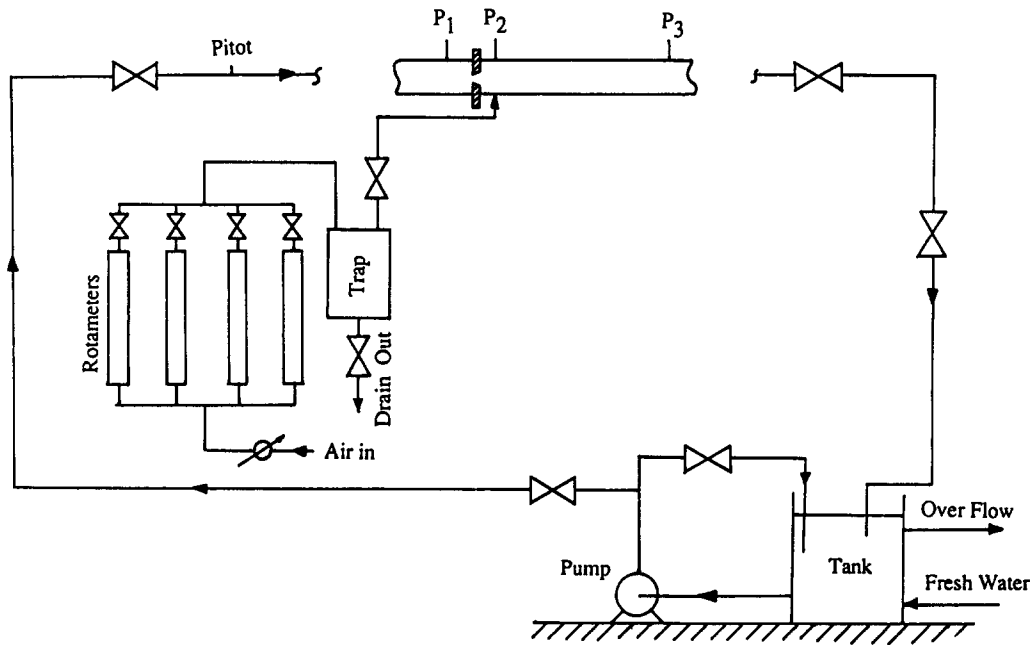 P1
P2
P3
Pitot
Rotameters
Trap
Drain Out
Air in
Over Flow
Pump
Tank
Fresh Water